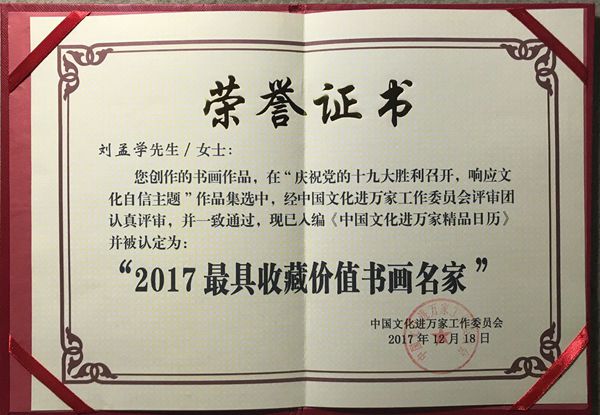 荣誉证书
刘孟学先生/女士:
您创作的书画作品，在“庆祝党的十九大胜利召开，响应文
化自信主题”作品集选中，经中国文化进万家工作委员会评审团
认真评审，并一致通过，现已入编《中国文化进万家精品日历》
并被认定为:
“2017最具收藏价值书画名家”
中国文化进万家工作委员会
2017年12月18日